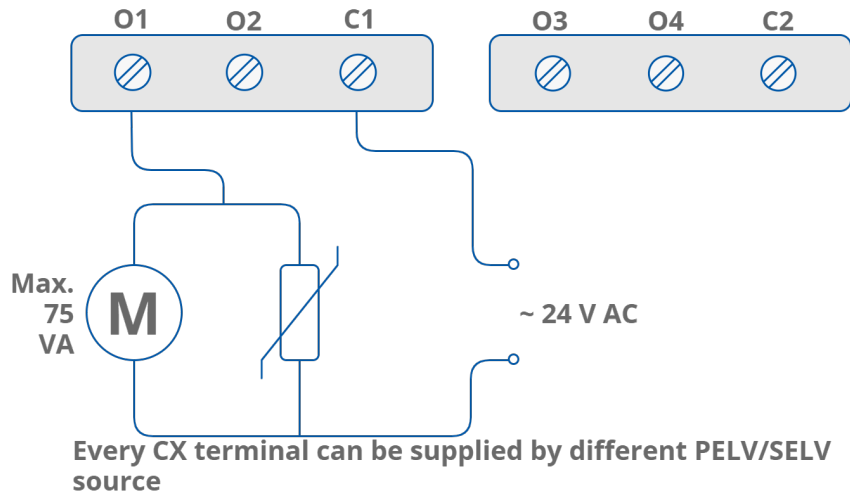 O1 O2 C1 O3 O4 C2
Max.
75
VA
M
~ 24 V AC
Every CX terminal can be supplied by different PELV/SELV
source